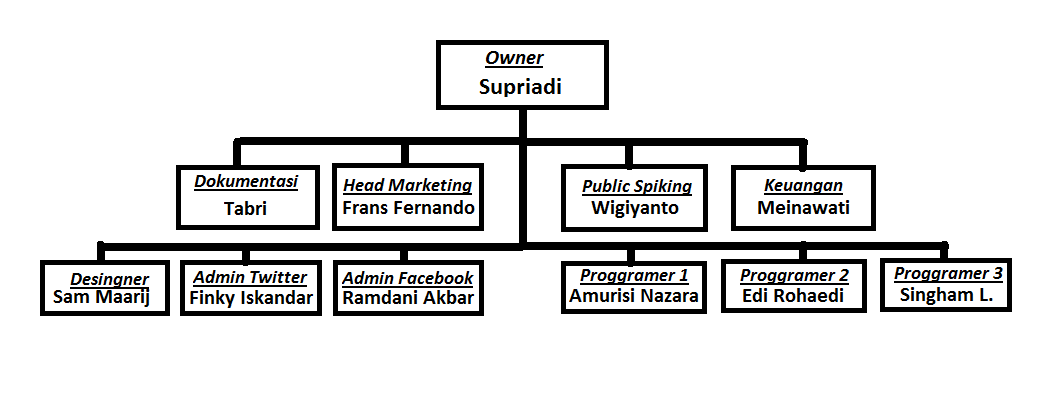 Owner
Supriadi
Dokumentasi
Tabri
Head Marketing
Frans Fernando
Public Spiking
Wigiyanto
Keuangan
Meinawati
Desingner
Sam Maarij
Admin Twitter
Finky Iskandar
Admin Facebook
Ramdani Akbar
Proggramer 1
Amurisi Nazara
Proggramer 2
Edi Rohaedi
Proggramer 3
Singham L.